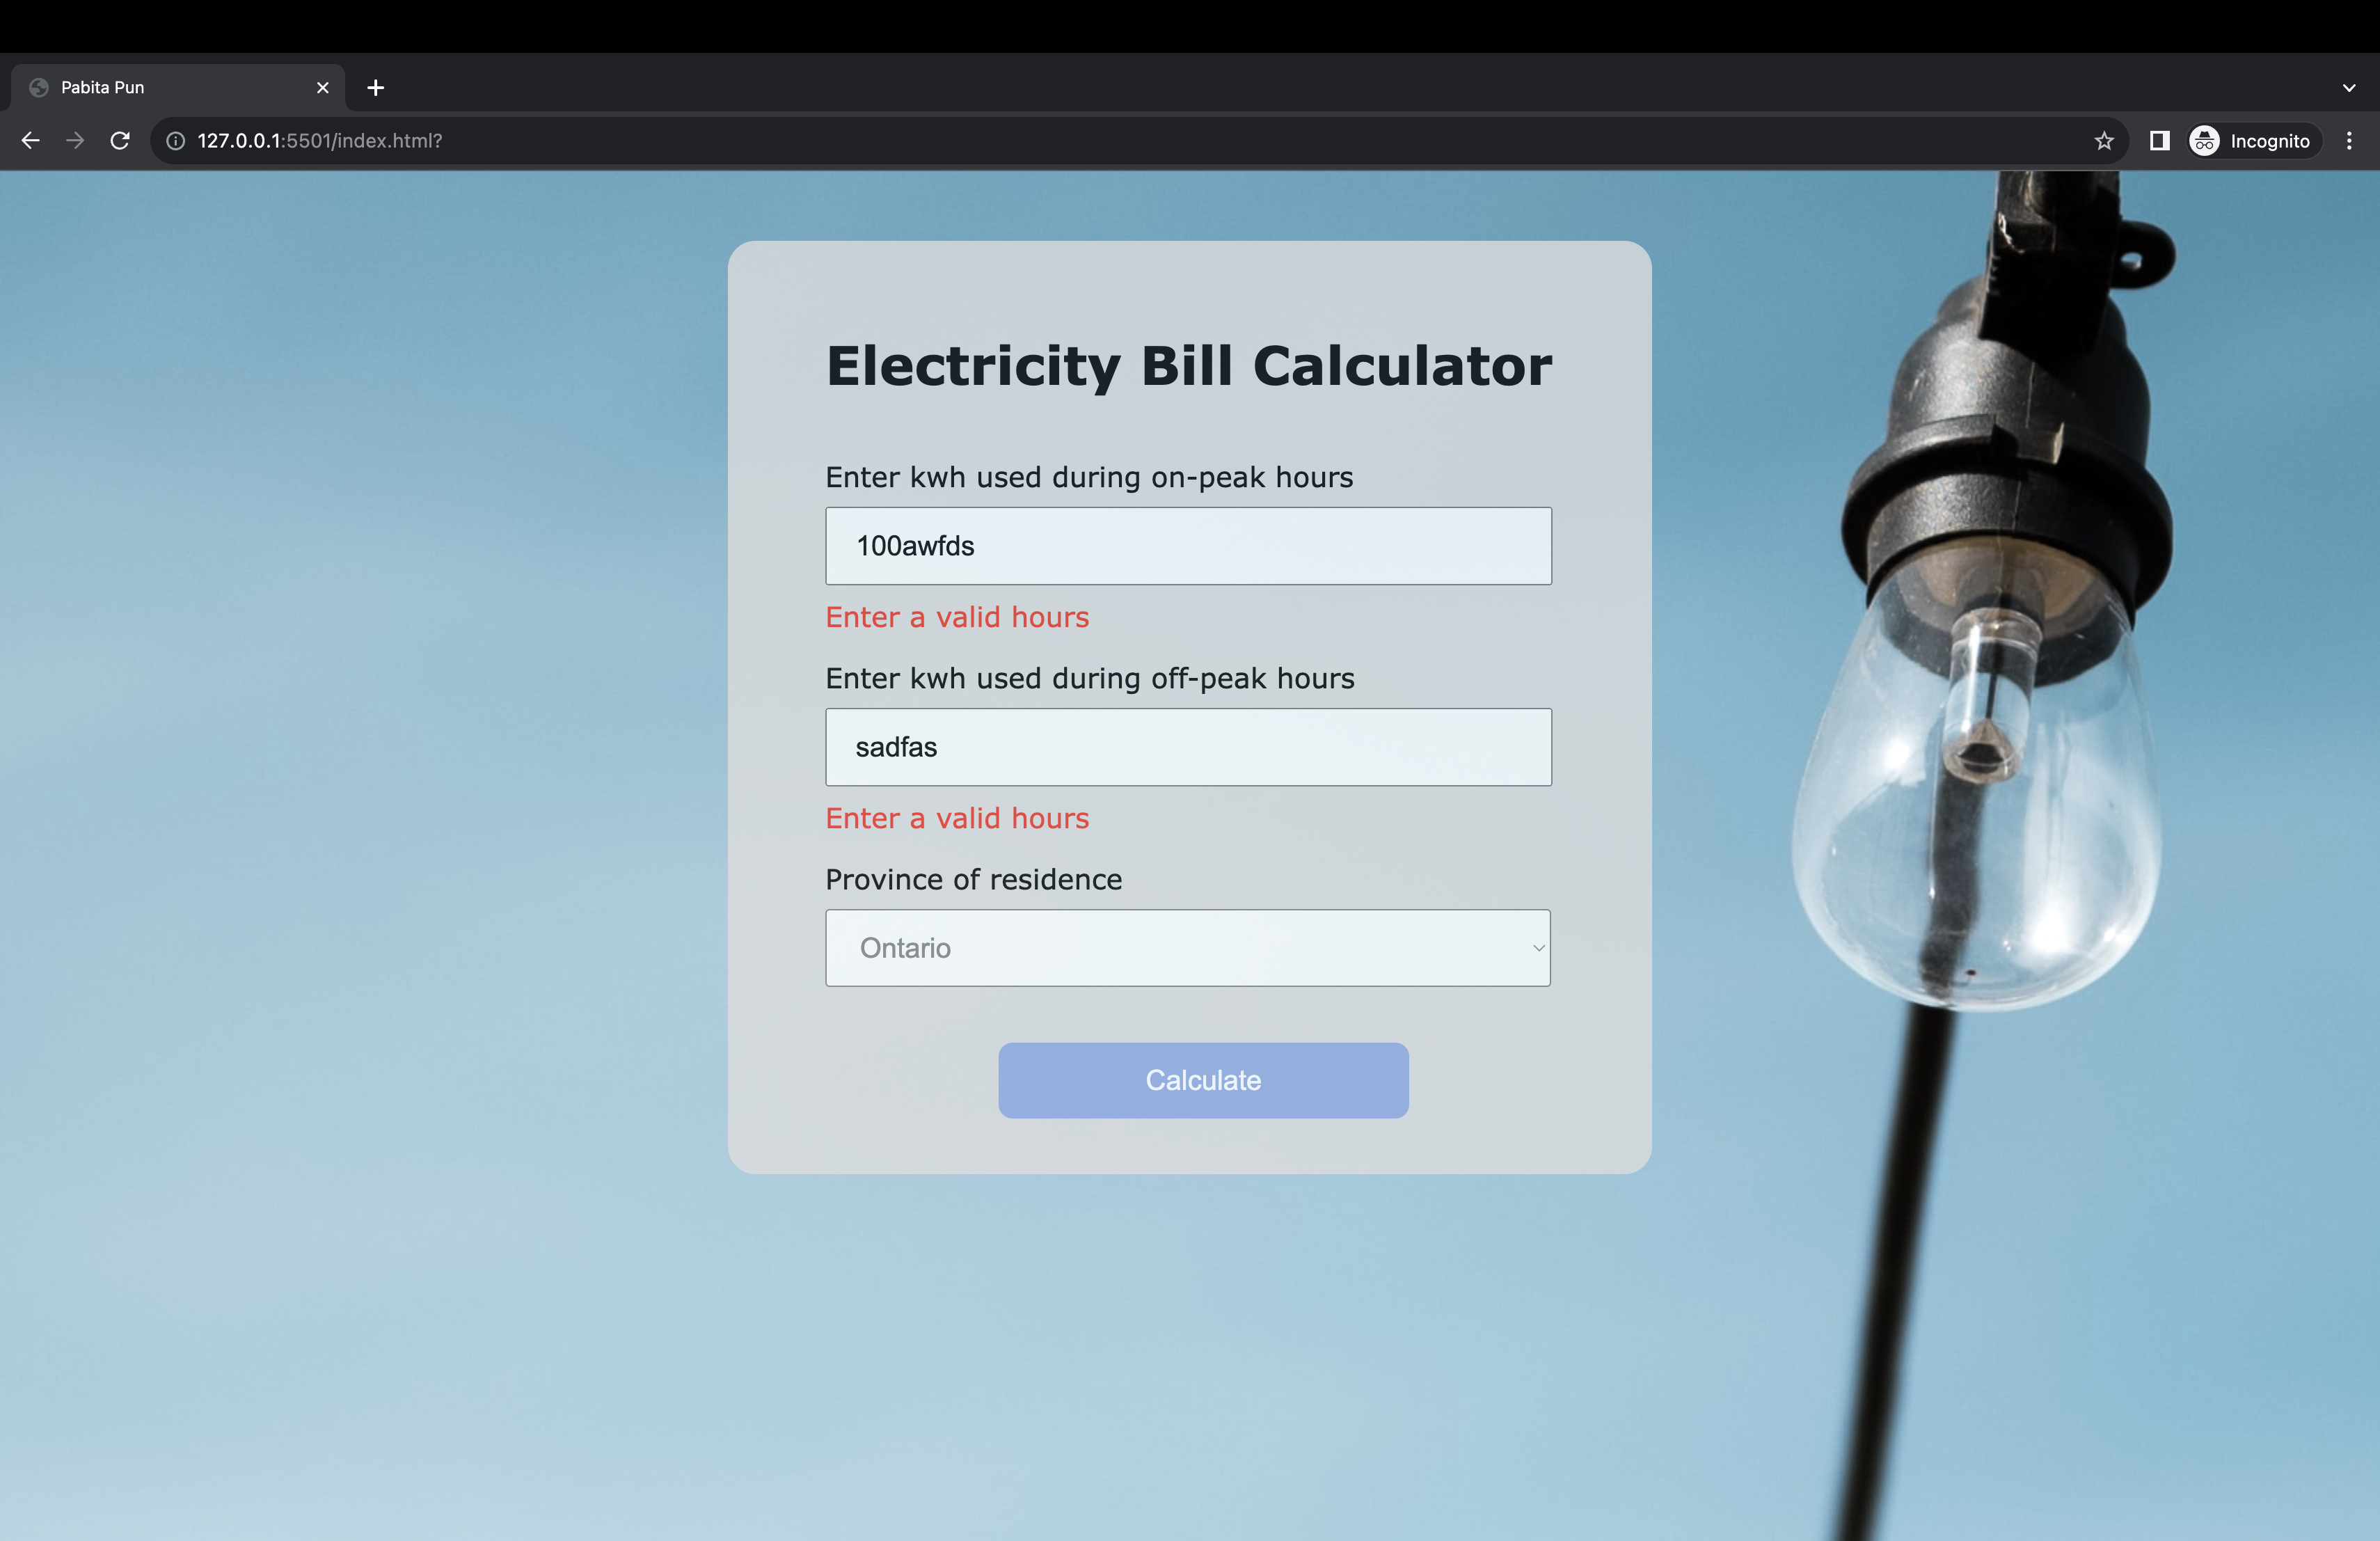 Pabita Pun
127.0.0.1:5501/index.html?
Incognito
Electricity Bill Calculator
Enter kwh used during on-peak hours
100awfds
Enter a valid hours
Enter kwh used during off-peak hours
sadfas
Enter a valid hours
Province of residence
Ontario
Calculate